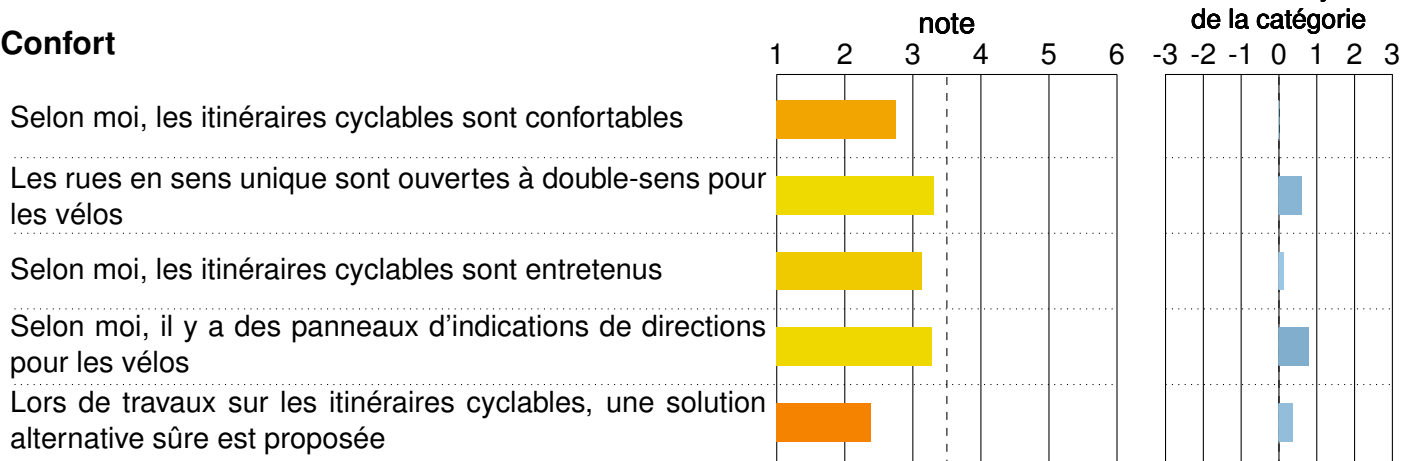 note
de la catégorie
Confort
1 2 3 4 5 6 -3 -2 -1 0 1 2 3
Selon moi, les itinéraires cyclables sont confortables
Les rues en sens unique sont ouvertes à double-sens pour
les vélos
Selon moi, les itinéraires cyclables sont entretenus
Selon moi, il y a des panneaux d'indications de directions
pour les vélos
Lors de travaux sur les itinéraires cyclables, une solution
alternative sûre est proposée